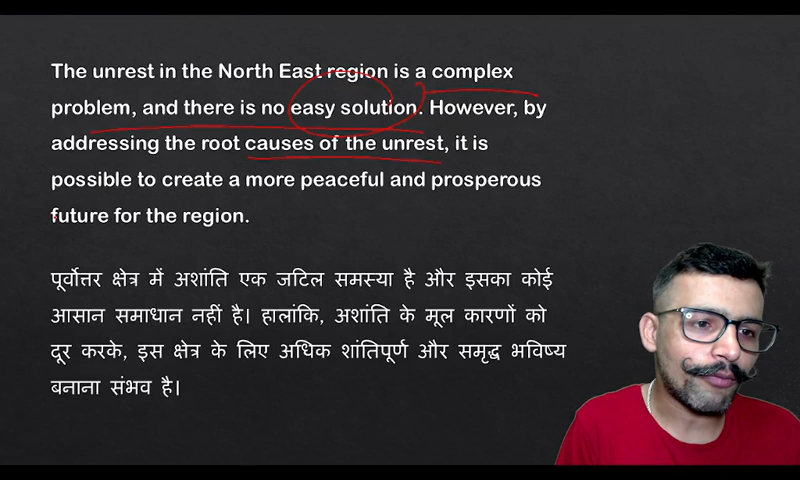 The unrest in the North East region is a complex
problem, and there is no easy solution. However, by
addressing the root causes of the unrest, it is
possible to create a more peaceful and prosperous
future for the region.
पूर्वोत्तर क्षेत्र में अशांति एक जटिल समस्या है और इसका कोई
आसान समाधान नहीं है। हालांकि, अशांति के मूल कारणों को
दूर करके, इस क्षेत्र के लिए अधिक शांतिपूर्ण और समृद्ध भविष्य
बनाना संभव है।